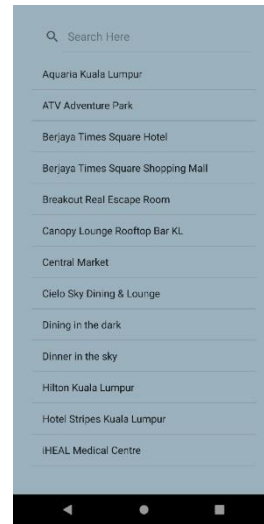 Search Here
Aquaria Kuala Lumpur
ATV Adventure Park
Berjaya Times Square Hotel
Berjaya Times Square Shopping Mall
Breakout Real Escape Room
Canopy Lounge Rooftop Bar KL
Central Market
Cielo Sky Dining & Lounge
Dining in the dark
Dinner in the sky
Hilton Kuala Lumpur
Hotel Stripes Kuala Lumpur
iHEAL Medical Centre